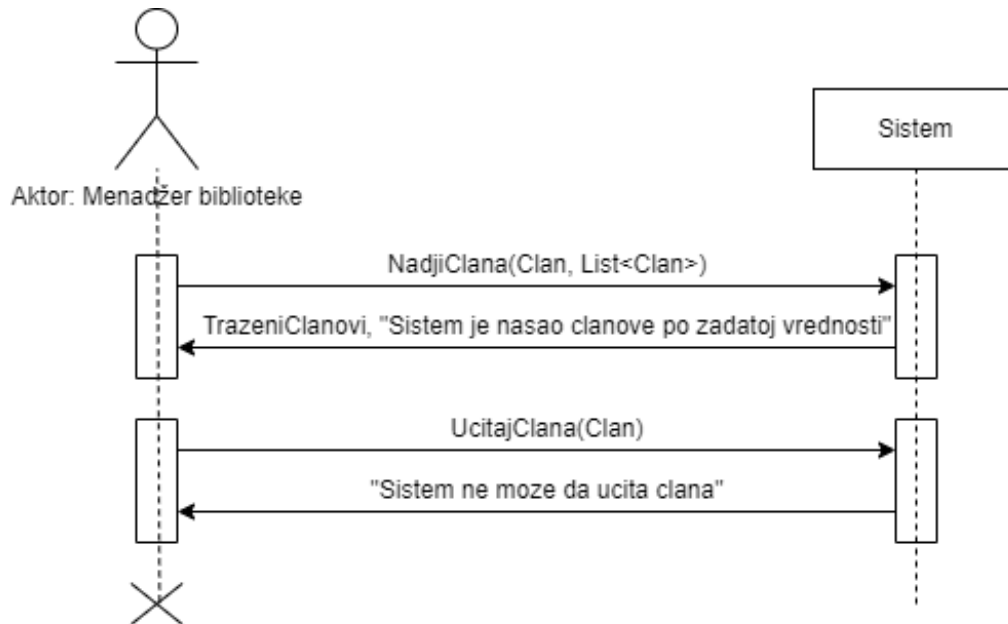 Sistem
Aktor: Menadžer biblioteke
NadjiClana(Clan, List<Clan>)
TrazeniClanovi, "Sistem je nasao clanove po zadatoj vrednosti"
UcitajClana(Clan)
"Sistem ne moze da ucita clana"